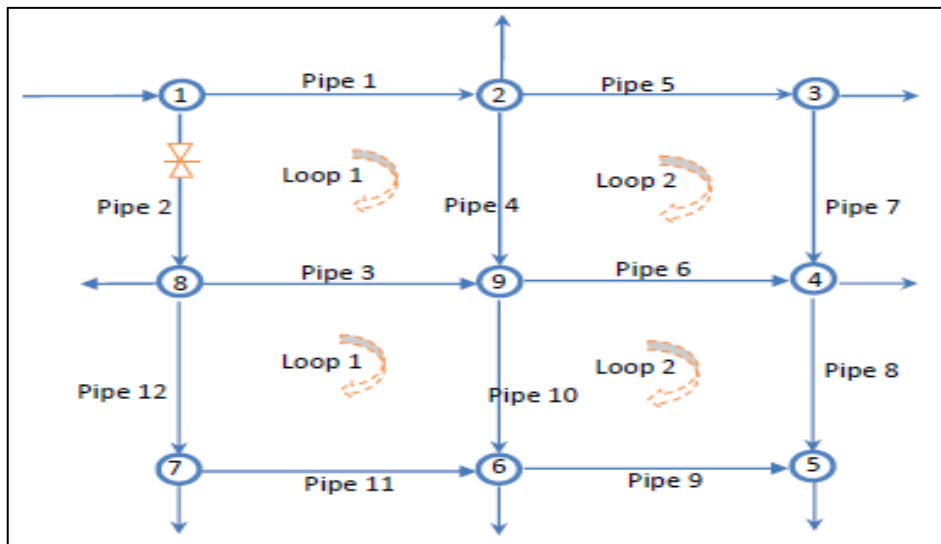 Pipe 1
Pipe 5
1
2
3
Loop 1
Loop 2
Pipe 2
Pipe 4
Pipe 7
Pipe 3
Pipe 6
8
9
4
Loop 1
Loop 2
Pipe 12
Pipe 10
Pipe 8
7
6
5
Pipe 11
Pipe 9